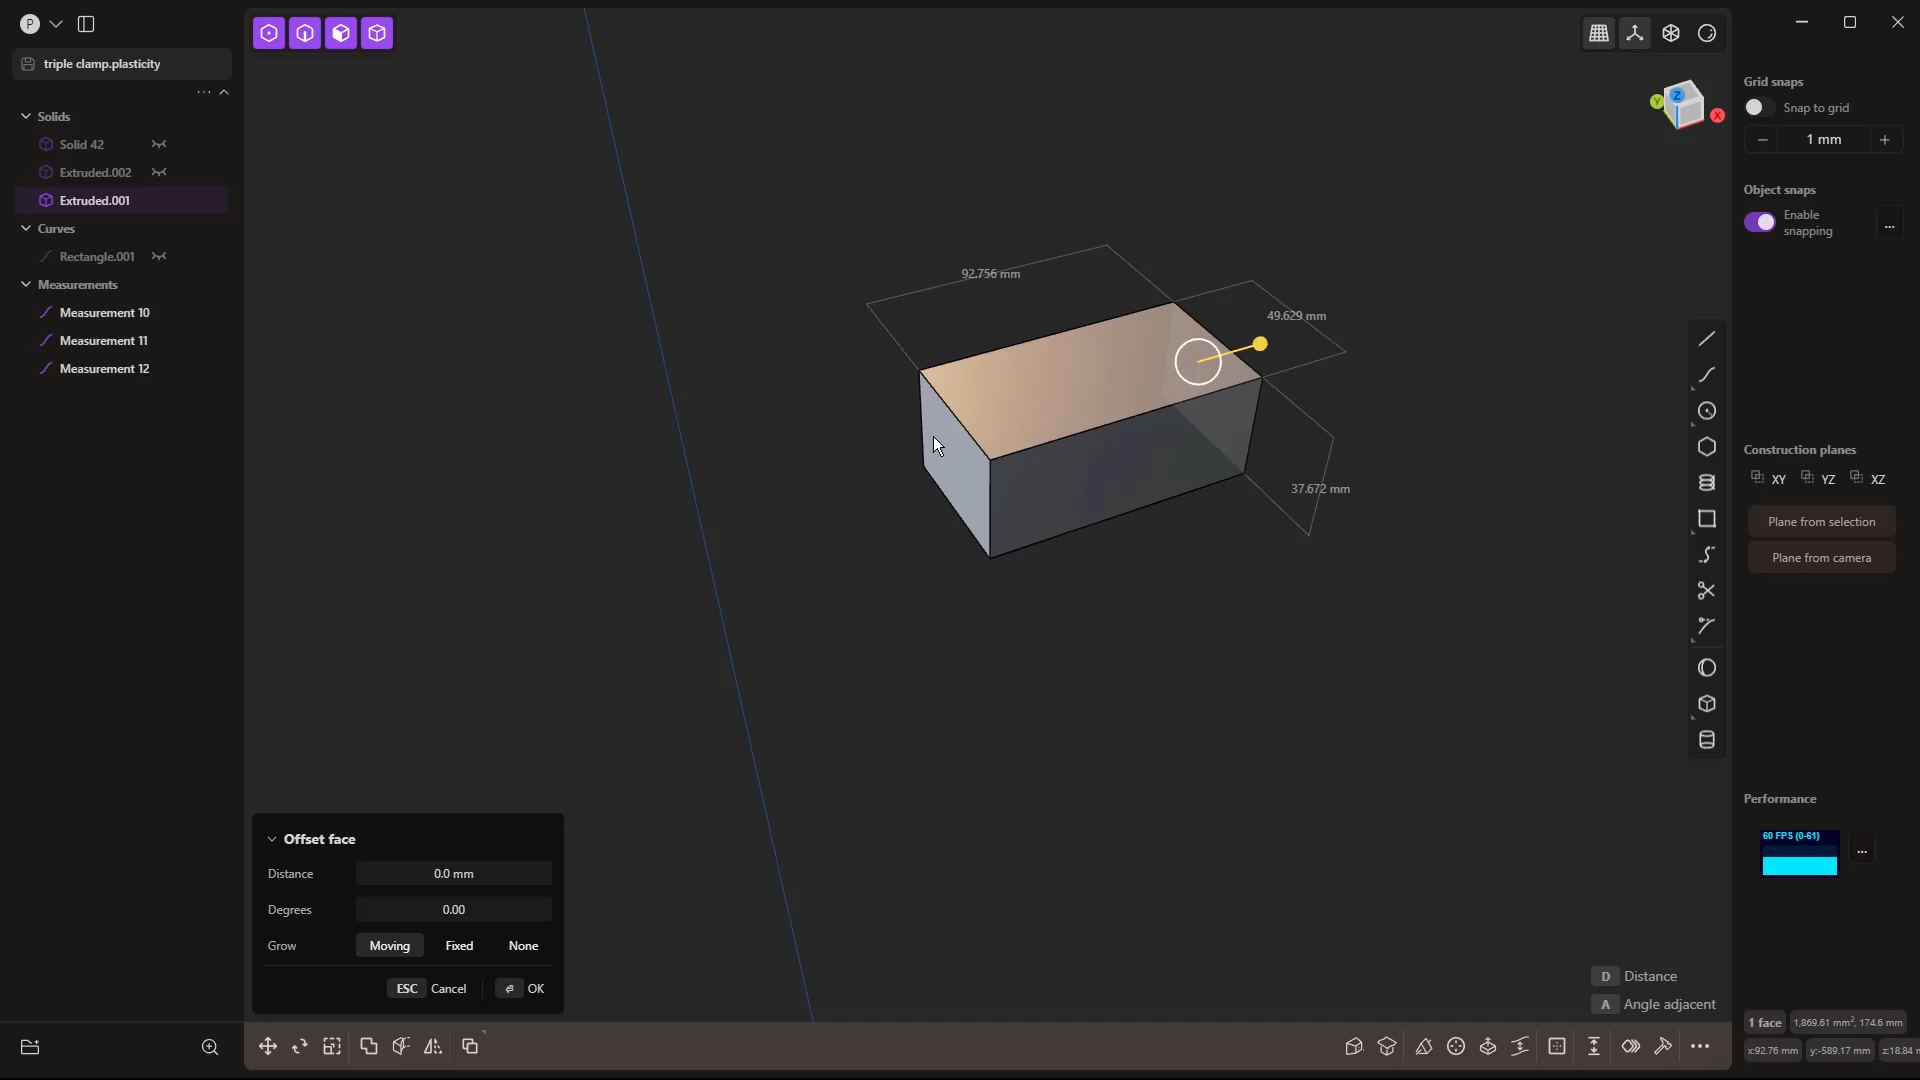 P
triple clamp.plasticity
Solids
Solid 42
Extruded.002
Extruded.001
Curves
Rectangle.001
Measurements
Measurement 10
Measurement 11
Measurement 12
92.756 mm
49.629 mm
37.672 mm
Z
Y
X
Grid snaps
Snap to grid
1 mm
Object snaps
Enable
snapping
...
Construction planes
XY YZ XZ
Plane from selection
Plane from camera
Performance
60 FPS (0-61)
...
Offset face
Distance 0.0 mm
Degrees 0.00
Grow Moving Fixed None
ESC Cancel OK
D Distance
A Angle adjacent
1 face 1,869.61 mm², 174.6 mm
x:92.76 mm y:-589.17 mm z:18.84 m